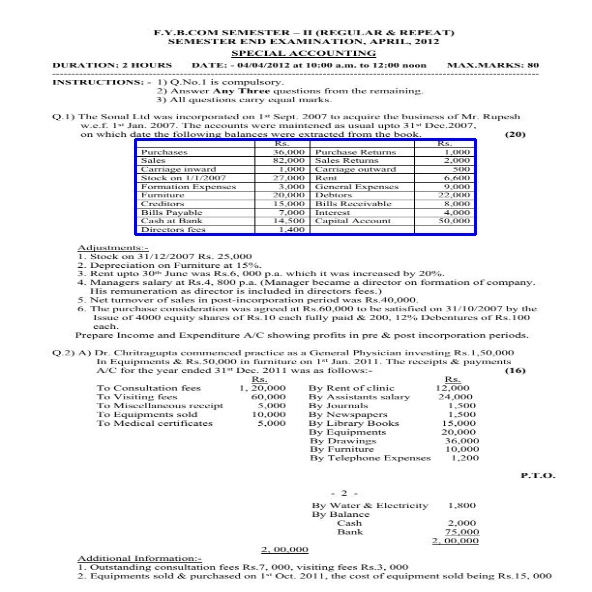 F.Y.B.COM SEMESTER – II (REGULAR & REPEAT)
SEMESTER END EXAMINATION, APRIL, 2012
SPECIAL ACCOUNTING
DURATION: 2 HOURS DATE: - 04/04/2012 at 10:00 a.m. to 12:00 noon MAX.MARKS: 80
INSTRUCTIONS: - 1) Q.No.1 is compulsory.
2) Answer Any Three questions from the remaining.
3) All questions carry equal marks.
Q.1) The Sonal Ltd was incorporated on 1st Sept. 2007 to acquire the business of Mr. Rupesh
w.e.f. 1st Jan. 2007. The accounts were maintened as usual upto 31st Dec.2007,
on which date the following balances were extracted from the book. (20)
Rs. Rs.
Purchases 36,000 Purchase Returns 1,000
Sales 82,000 Sales Returns 2,000
Carriage inward 1,000 Carriage outward 500
Stock on 1/1/2007 27,000 Rent 6,600
Formation Expenses 3,000 General Expenses 9,000
Furniture 20,000 Debtors 22,000
Creditors 15,000 Bills Receivable 8,000
Bills Payable 7,000 Interest 4,000
Cash at Bank 14,500 Capital Account 50,000
Directors fees 1,400
Adjustments:-
1. Stock on 31/12/2007 Rs. 25,000
2. Depreciation on Furniture at 15%.
3. Rent upto 30th June was Rs.6, 000 p.a. which it was increased by 20%.
4. Managers salary at Rs.4, 800 p.a. (Manager became a director on formation of company.
His remuneration as director is included in directors fees.)
5. Net turnover of sales in post-incorporation period was Rs.40,000.
6. The purchase consideration was agreed at Rs.60,000 to be satisfied on 31/10/2007 by the
Issue of 4000 equity shares of Rs.10 each fully paid & 200, 12% Debentures of Rs.100
each.
Prepare Income and Expenditure A/C showing profits in pre & post incorporation periods.
Q.2) A) Dr. Chritragupta commenced practice as a General Physician investing Rs.1,50,000
In Equipments & Rs.50,000 in furniture on 1st Jan. 2011. The receipts & payments
A/C for the year ended 31st Dec. 2011 was as follows:- (16)
Rs. Rs.
To Consultation fees 1, 20,000 By Rent of clinic 12,000
To Visiting fees 60,000 By Assistants salary 24,000
To Miscellaneous receipt 5,000 By Journals 1,500
To Equipments sold 10,000 By Newspapers 1,500
To Medical certificates 5,000 By Library Books 15,000
By Equipments 20,000
By Drawings 36,000
By Furniture 10,000
By Telephone Expenses 1,200
P.T.O.
- 2 -
By Water & Electricity 1,800
By Balance
Cash 2,000
Bank 75,000
2, 00,000
2, 00,000
Additional Information:-
1. Outstanding consultation fees Rs.7, 000, visiting fees Rs.3, 000
2. Equipments sold & purchased on 1st Oct. 2011, the cost of equipment sold being Rs.15, 000